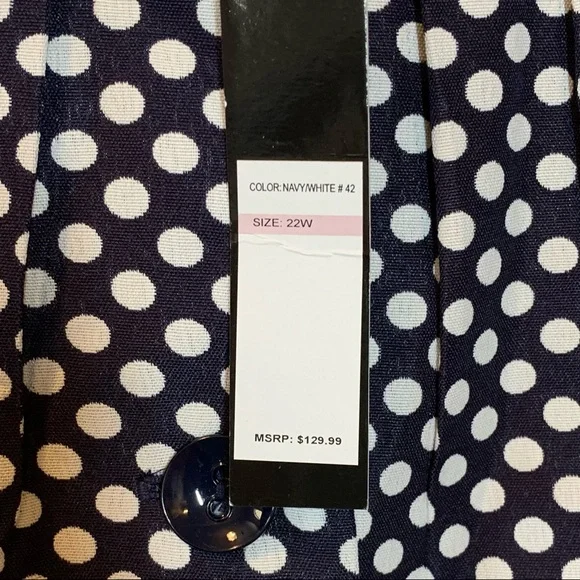 COLOR: NAVY/WHITE # 42
SIZE: 22W
MSRP: $129.99